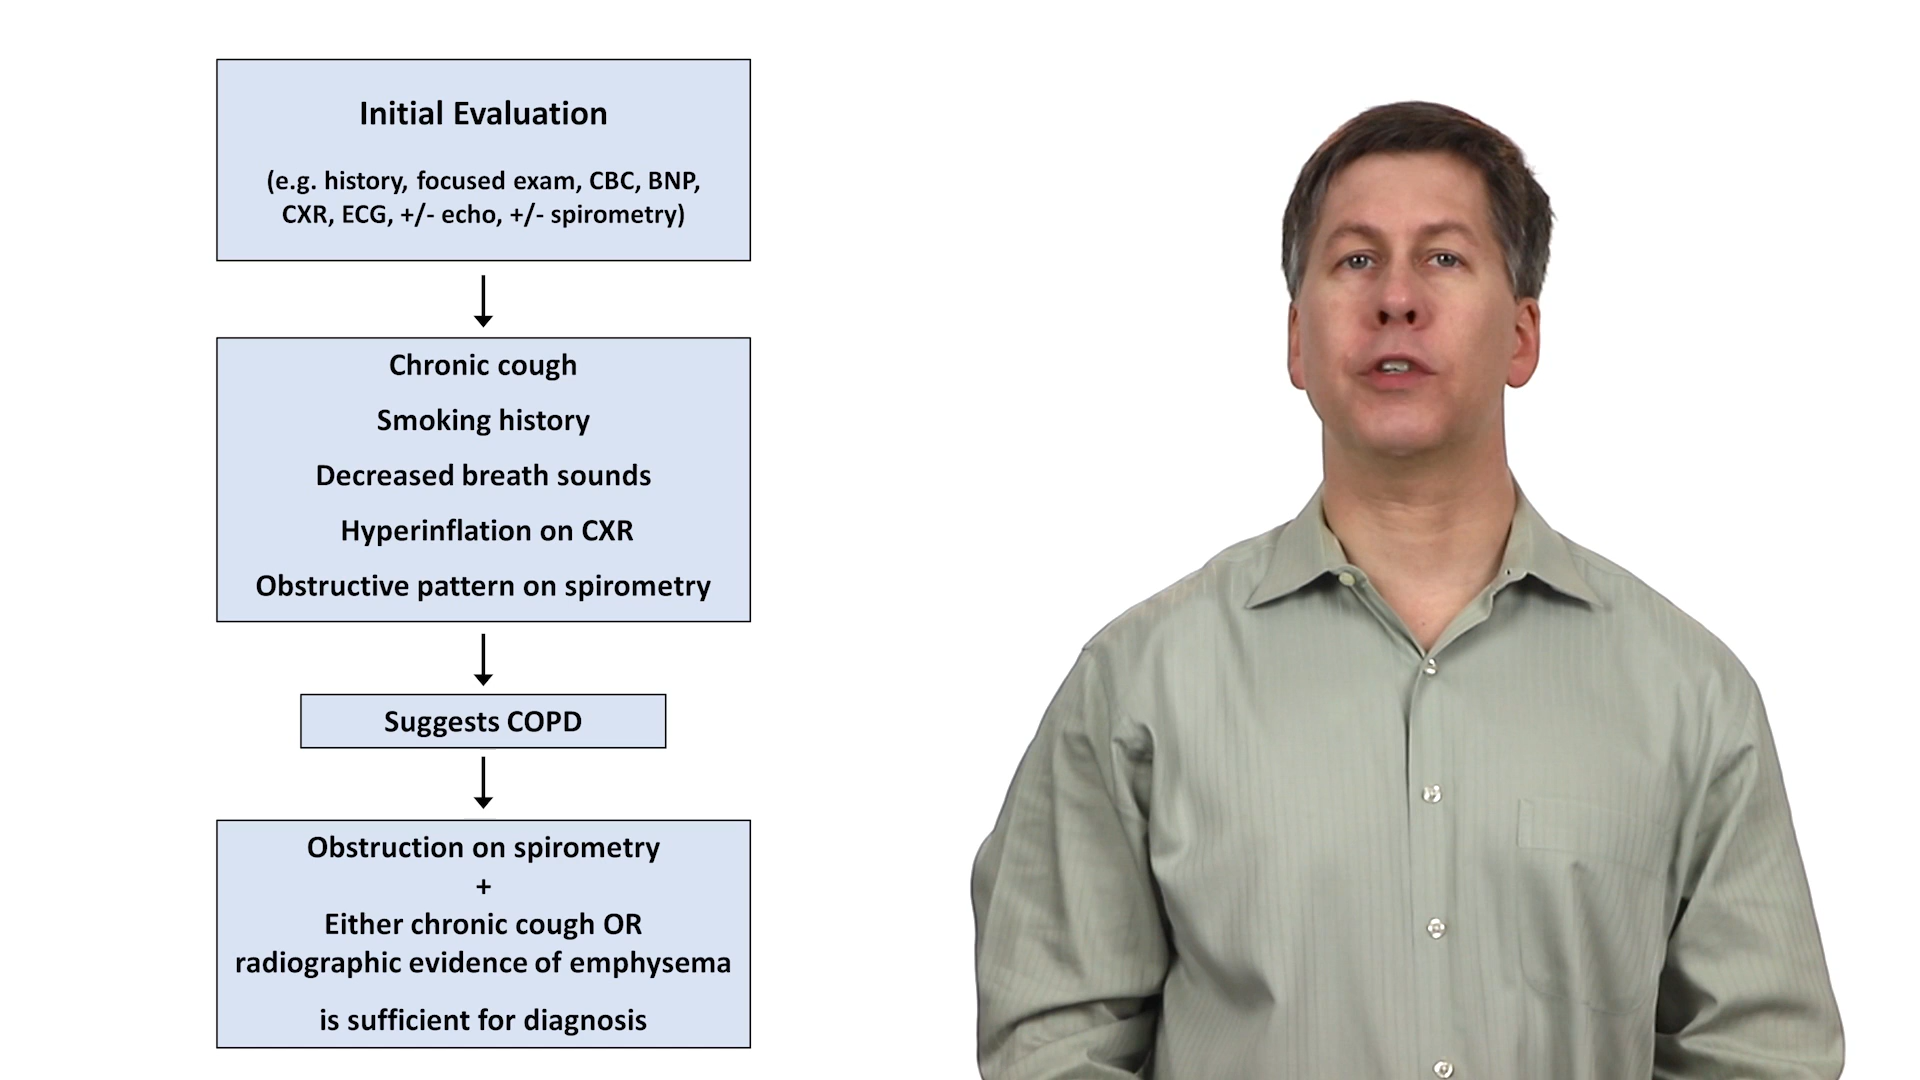 Initial Evaluation
(e.g. history, focused exam, CBC, BNP,
CXR, ECG, +/- echo, +/- spirometry)
Chronic cough
Smoking history
Decreased breath sounds
Hyperinflation on CXR
Obstructive pattern on spirometry
Suggests COPD
Obstruction on spirometry
+
Either chronic cough OR
radiographic evidence of emphysema
is sufficient for diagnosis